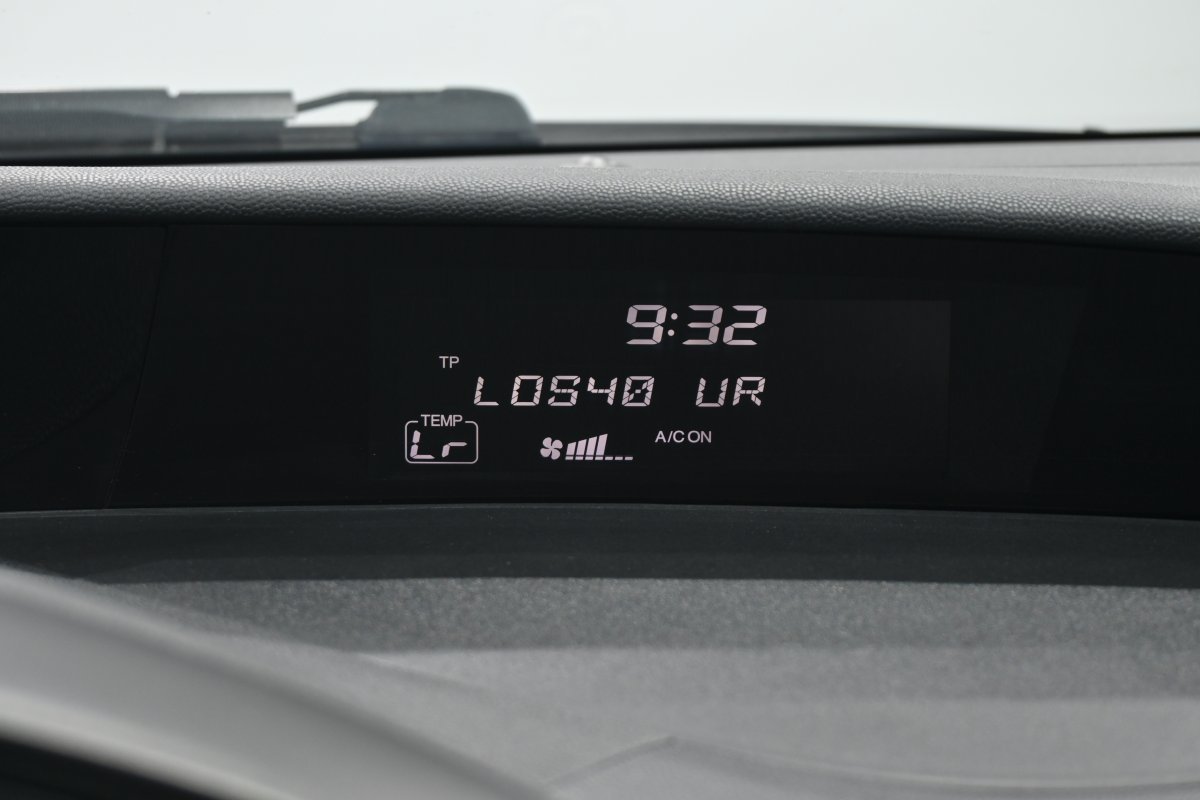 9:32
TP
LOS40 UR
TEMP
Lr
A/C ON